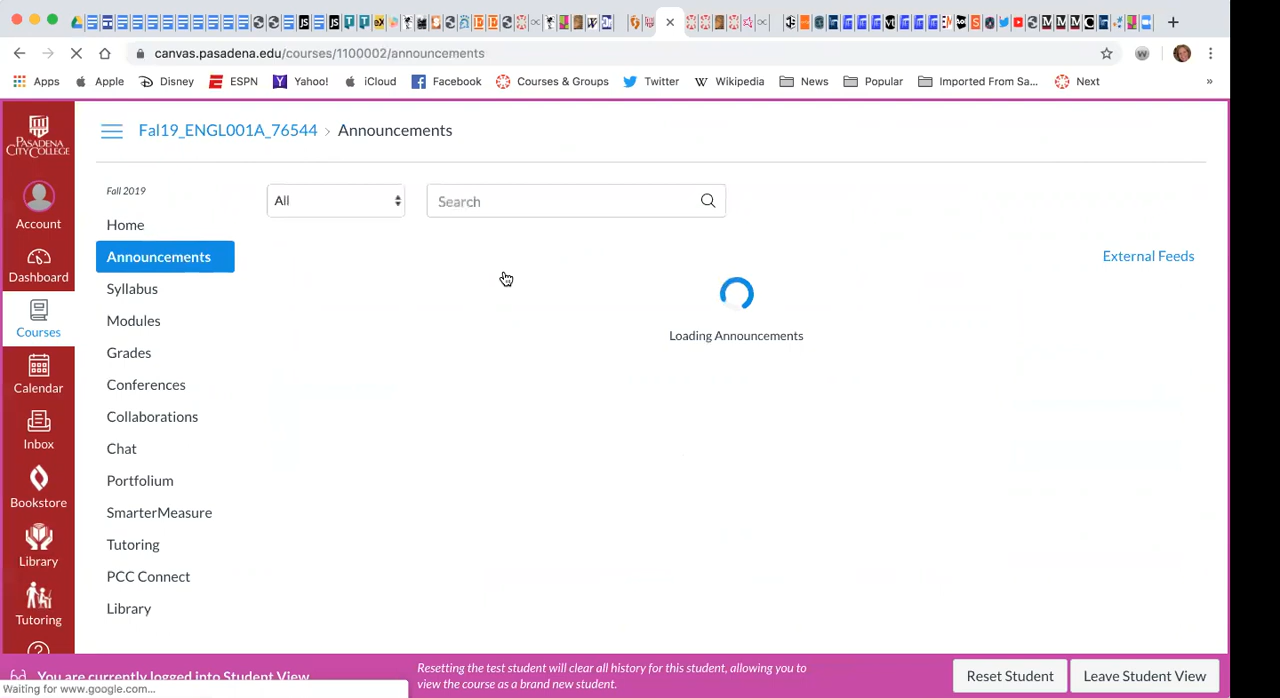 canvas.pasadena.edu/courses/1100002/announcements
Apps Apple Disney ESPN Yahoo! iCloud Facebook Courses & Groups Twitter Wikipedia News Popular Imported From Sa... Next »
PASADENA
CITY COLLEGE
Fal19_ENGL001A_76544 › Announcements
Fall 2019
All
Search
Account
Home
Announcements
External Feeds
Dashboard
Syllabus
Loading Announcements
Courses
Modules
Grades
Calendar
Conferences
Collaborations
Inbox
Chat
Portfolium
Bookstore
SmarterMeasure
Library
Tutoring
PCC Connect
Tutoring
Library
You are currently logged into Student View
Resetting the test student will clear all history for this student, allowing you to
view the course as a brand new student.
Reset Student
Leave Student View
Waiting for www.google.com...